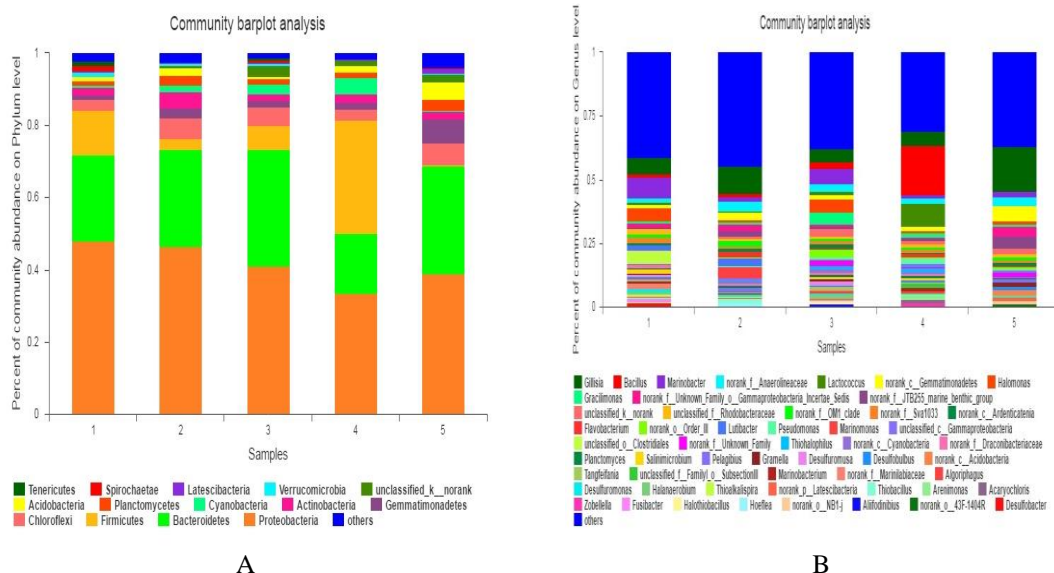 Community barplot analysis
Percent of community abundance on Phylum level
1
0.8
0.6
0.4
0.2
0
1 2 3 4 5
Samples
Tenericutes Spirochaetae Latescibacteria Verrucomicrobia unclassified_k__norank
Acidobacteria Planctomycetes Cyanobacteria Actinobacteria Gemmatimonadetes
Chloroflexi Firmicutes Bacteroidetes Proteobacteria others
A
Community barplot analysis
Percent of community abundance on Genus level
1
0.75
0.5
0.25
0
1 2 3 4 5
Samples
Gillisia Bacillus Marinobacter norank_f__Anaerolineaceae Lactococcus norank_c__Gemmatimonadetes Halomonas
Gracilimonas norank_f__Unknown_Family_o__Gammaproteobacteria_Incertae_Sedis norank_f__JTB255_marine_benthic_group
unclassified_k__norank unclassified_f__Rhodobacteraceae norank_f__OM1_clade norank_f__Sva1033 norank_c__Ardenticatenia
Flavobacterium norank_o__Order_III Lutibacter Pseudomonas Marinomonas unclassified_c__Gammaproteobacteria
unclassified_o__Clostridiales norank_f__Unknown_Family Thiohalophilus norank_c__Cyanobacteria norank_f__Draconibacteriaceae
Planctomyces Salinimicrobium Pelagibius Gramella Desulfuromusa Desulfobulbus norank_c__Acidobacteria
Tangfeifania unclassified_f__FamilyI_o__SubsectionIII Marinobacterium norank_f__Marinilabiaceae Algoriphagus
Desulfuromonas Halanaerobium Thioalkalispira norank_p__Latescibacteria Thiobacillus Arenimonas Acaryochloris
Zobellella Fusibacter Halothiobacillus Hoeflea norank_o__NB1-j Aliifodinibius norank_o__43F-1404R Desulfobacter
others
B